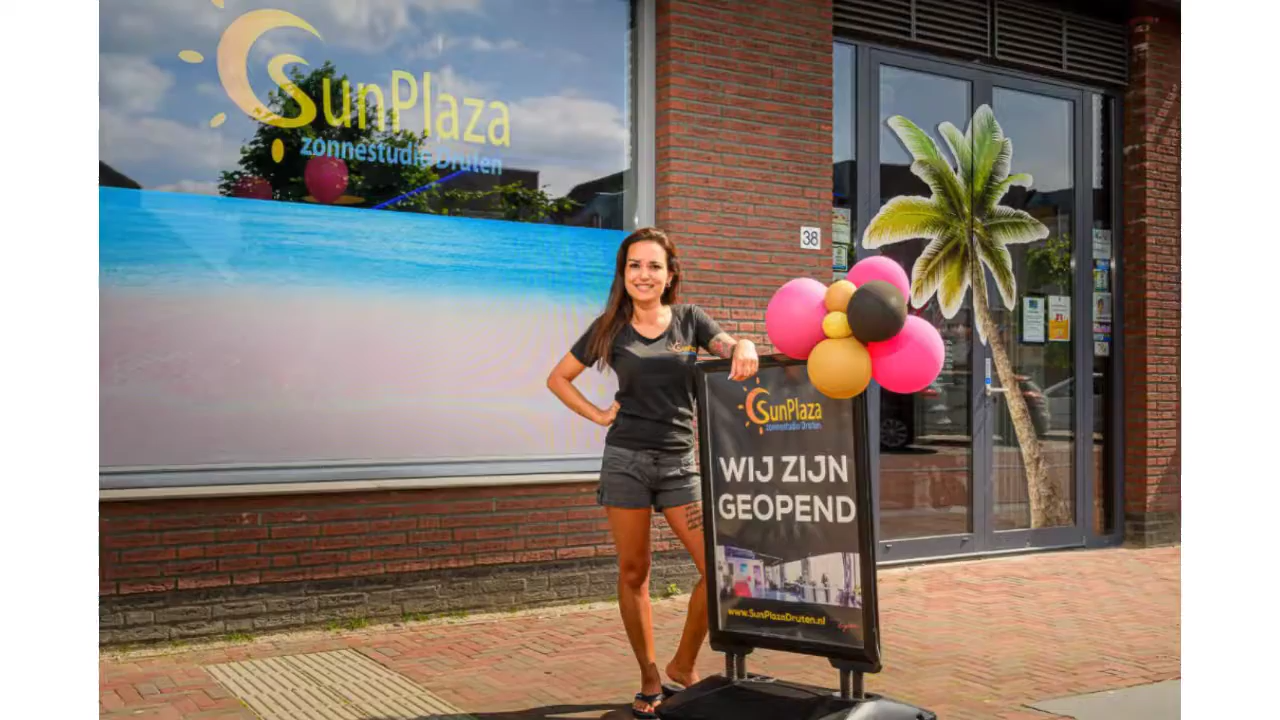 SunPlaza
zonnestudio Druten
38
SunPlaza
zonnestudio Druten
WIJ ZIJN
GEOPEND
www.SunPlazaDruten.nl